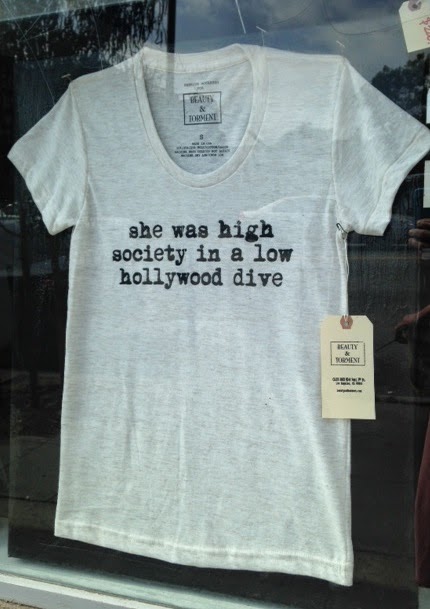 BEAUTY
&
TORMENT
S
she was high
society in a low
hollywood dive
BEAUTY
&
TORMENT